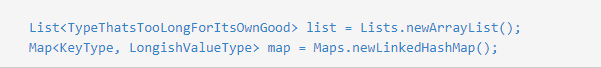 List<TypeThatsTooLongForItsOwnGood> list = Lists.newArrayList();
Map<KeyType, LongishValueType> map = Maps.newLinkedHashMap();